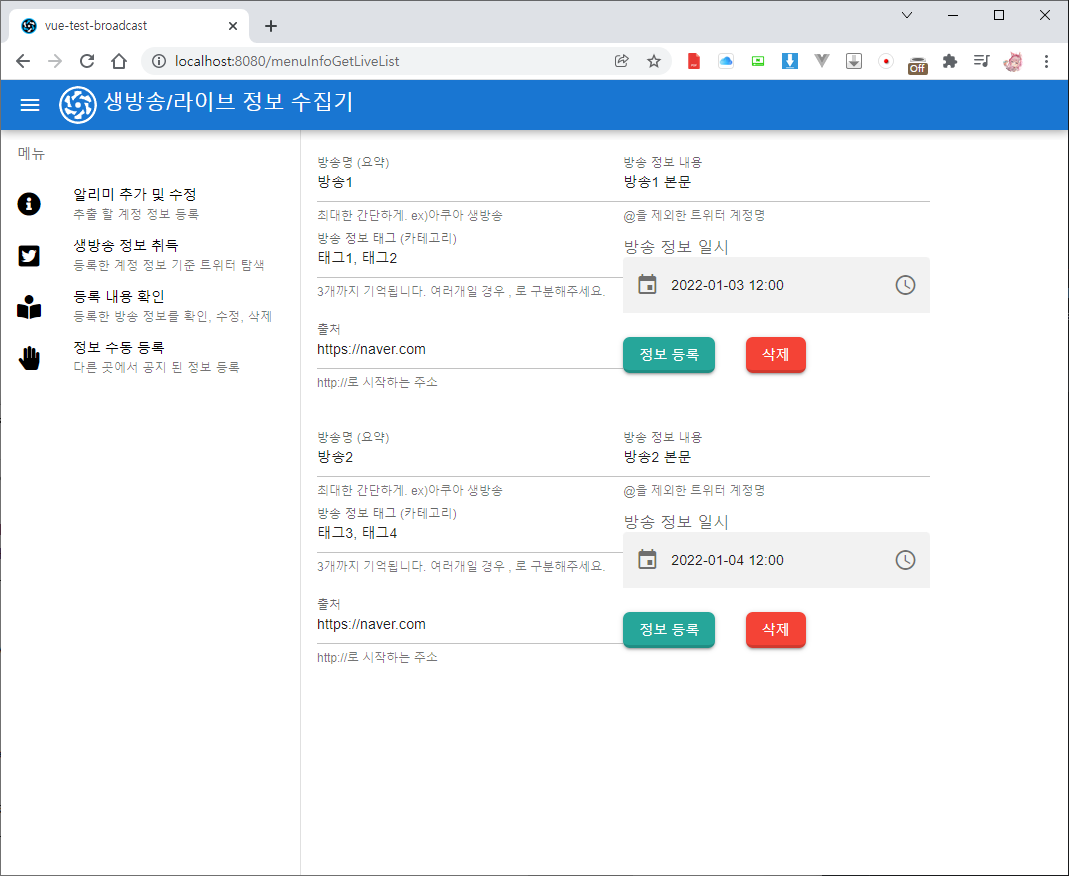 vue-test-broadcast
localhost:8080/menuInfoGetLiveList
Off
생방송/라이브 정보 수집기
메뉴
알리미 추가 및 수정
추출 할 계정 정보 등록
생방송 정보 취득
등록한 계정 정보 기준 트위터 탐색
등록 내용 확인
등록한 방송 정보를 확인, 수정, 삭제
정보 수동 등록
다른 곳에서 공지 된 정보 등록
방송명 (요약)
방송1
최대한 간단하게. ex)아쿠아 생방송
방송 정보 내용
방송1 본문
@을 제외한 트위터 계정명
방송 정보 태그 (카테고리)
태그1, 태그2
3개까지 기억됩니다. 여러개일 경우 , 로 구분해주세요.
방송 정보 일시
2022-01-03 12:00
출처
https://naver.com
http://로 시작하는 주소
정보 등록
삭제
방송명 (요약)
방송2
최대한 간단하게. ex)아쿠아 생방송
방송 정보 내용
방송2 본문
@을 제외한 트위터 계정명
방송 정보 태그 (카테고리)
태그3, 태그4
3개까지 기억됩니다. 여러개일 경우 , 로 구분해주세요.
방송 정보 일시
2022-01-04 12:00
출처
https://naver.com
http://로 시작하는 주소
정보 등록
삭제